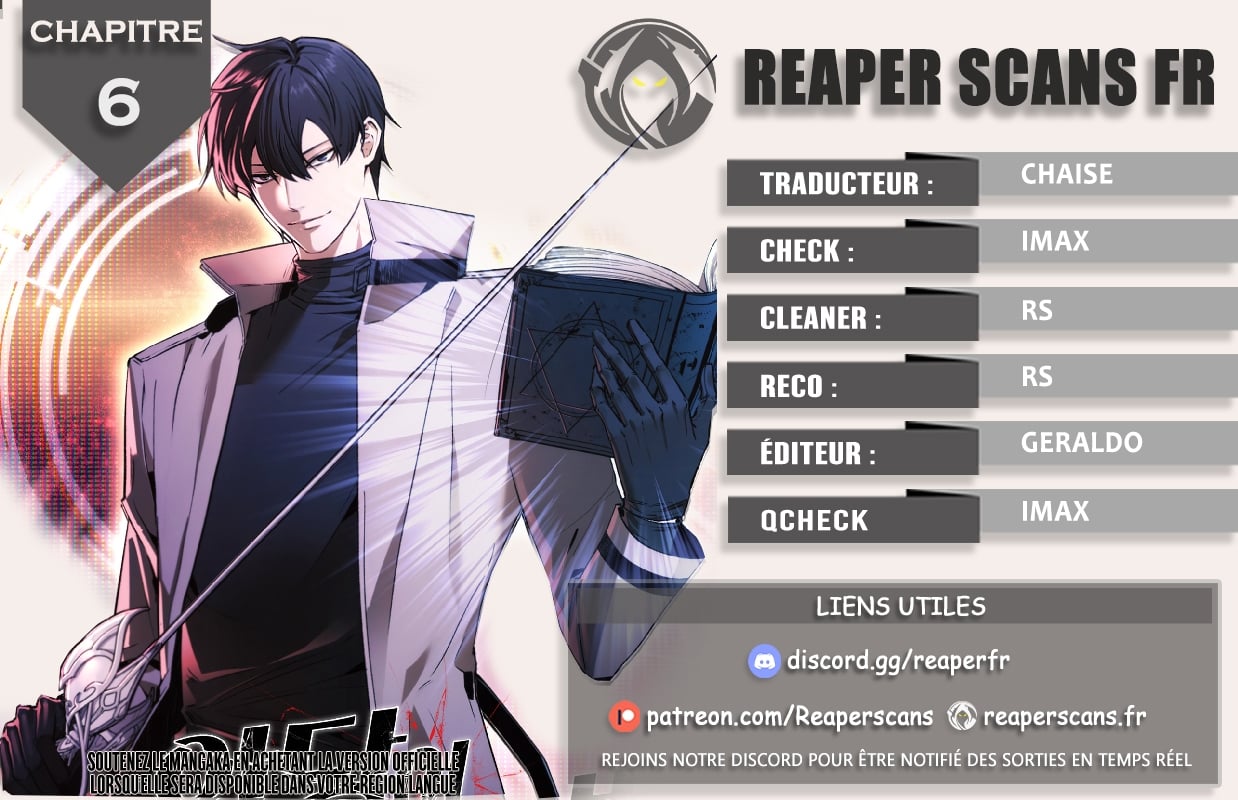 CHAPITRE
6
REAPER SCANS FR
TRADUCTEUR :
CHAISE
CHECK :
IMAX
CLEANER :
RS
RECO :
RS
ÉDITEUR :
GERALDO
QCHECK
IMAX
LIENS UTILES
discord.gg/reaperfr
patreon.com/Reaperscans
reaperscans.fr
REJOINS NOTRE DISCORD POUR ÊTRE NOTIFIÉ DES SORTIES EN TEMPS RÉEL
SOUTENEZ LE MANGAKA EN ACHETANT LA VERSION OFFICIELLE
LORSQU'ELLE SERA DISPONIBLE DANS VOTRE REGION/LANGUE